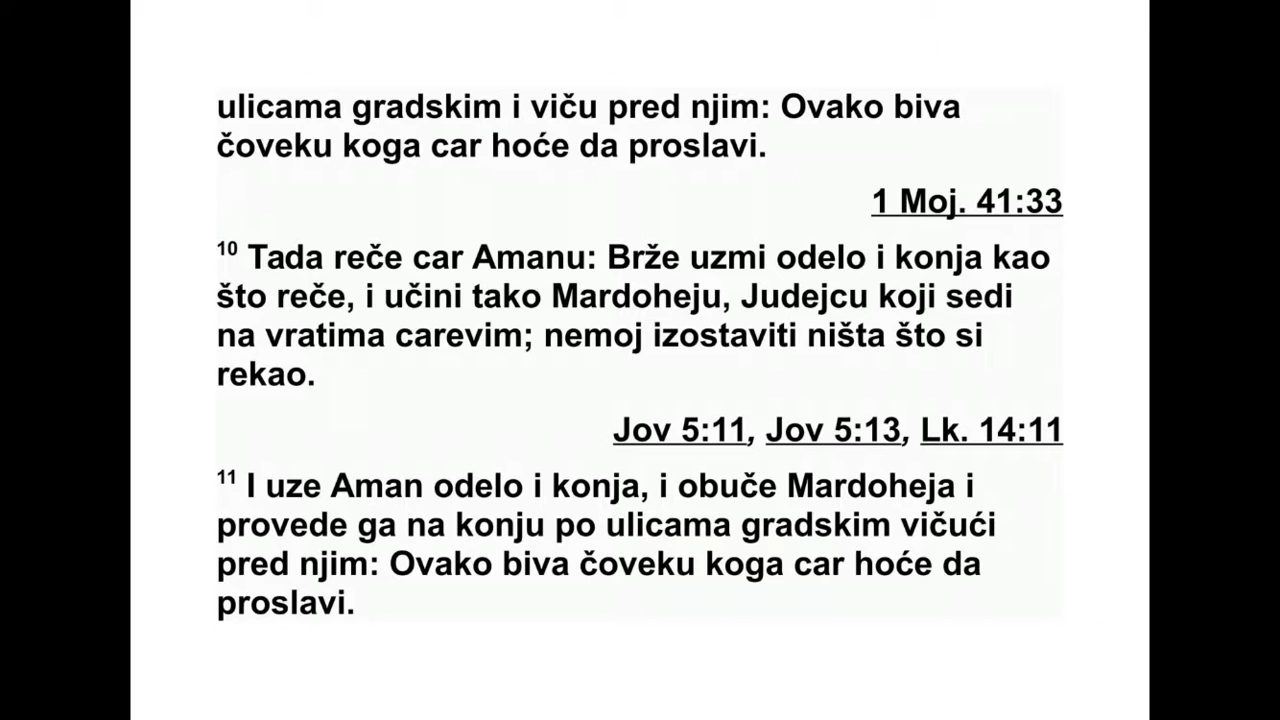 ulicama gradskim i viču pred njim: Ovako biva
čoveku koga car hoće da proslavi.
1 Moj. 41:33
10 Tada reče car Amanu: Brže uzmi odelo i konja kao
što reče, i učini tako Mardoheju, Judejcu koji sedi
na vratima carevim; nemoj izostaviti ništa što si
rekao.
Jov 5:11, Jov 5:13, Lk. 14:11
11 I uze Aman odelo i konja, i obuče Mardoheja i
provede ga na konju po ulicama gradskim vičući
pred njim: Ovako biva čoveku koga car hoće da
proslavi.